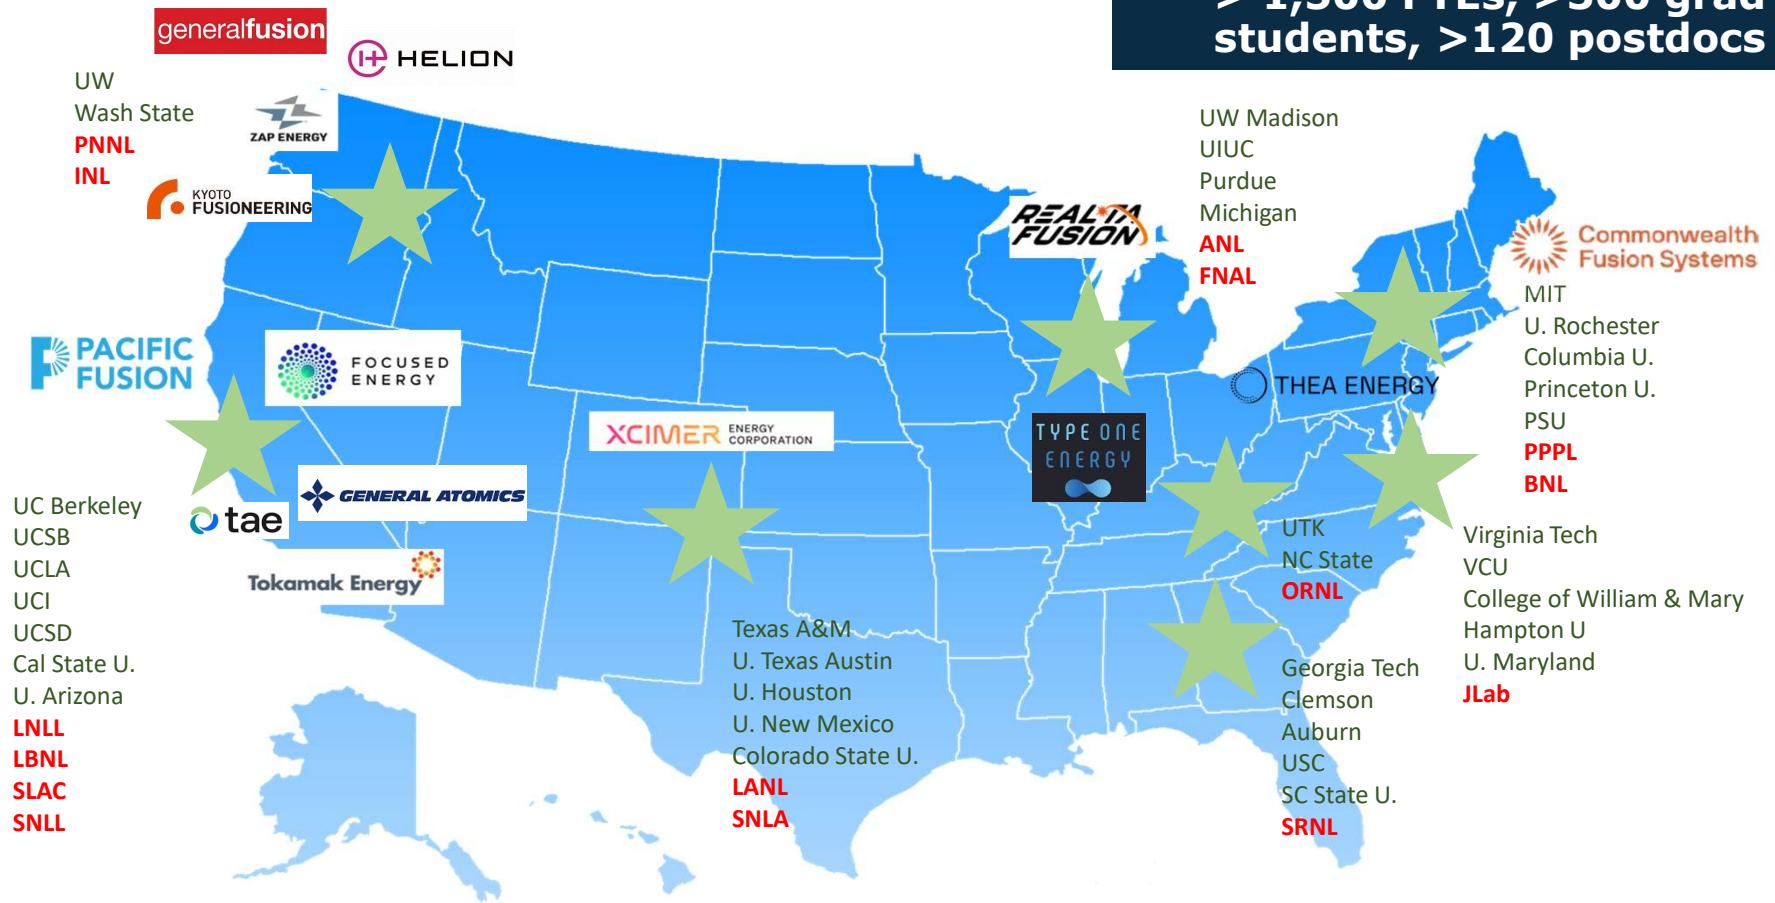 > 1,300 FTEs, >300 grad
students, >120 postdocs
generalfusion
HELION
UW
Wash State
PNNL
INL
ZAP ENERGY
KYOTO
FUSIONEERING
PACIFIC
FUSION
FOCUSED
ENERGY
XCIMER ENERGY
CORPORATION
GENERAL ATOMICS
tae
Tokamak Energy
UC Berkeley
UCSB
UCLA
UCI
UCSD
Cal State U.
U. Arizona
LNLL
LBNL
SLAC
SNLL
Texas A&M
U. Texas Austin
U. Houston
U. New Mexico
Colorado State U.
LANL
SNLA
REALTA
FUSION
UW Madison
UIUC
Purdue
Michigan
ANL
FNAL
TYPE ONE
ENERGY
THEA ENERGY
Commonwealth
Fusion Systems
MIT
U. Rochester
Columbia U.
Princeton U.
PSU
PPPL
BNL
UTK
NC State
ORNL
Virginia Tech
VCU
College of William & Mary
Hampton U
U. Maryland
JLab
Georgia Tech
Clemson
Auburn
USC
SC State U.
SRNL